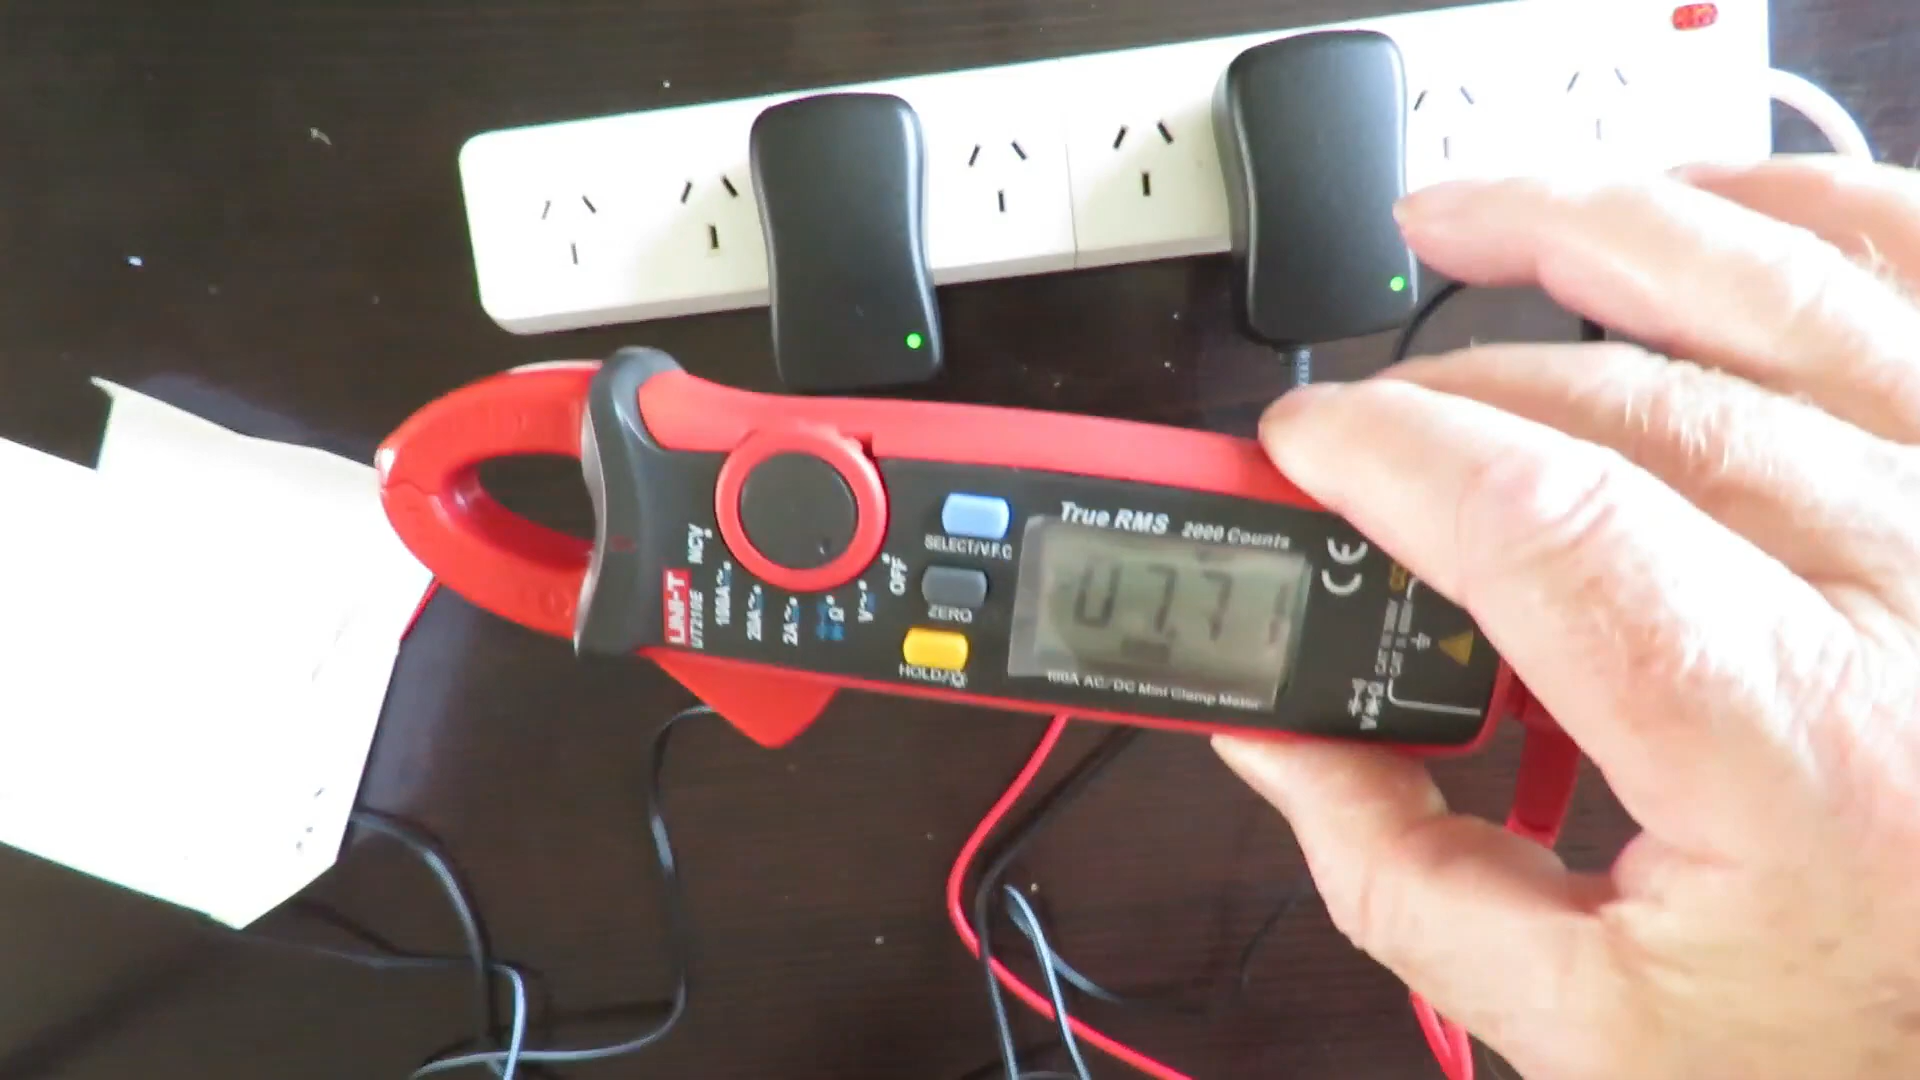 True RMS 2000 Counts
SELECT/V.F.C
ZERO
HOLD/
100A AC/DC Mini Clamp Meter
UNI-T
UT210E
NCV
100A
20A
2A
Ω
V
OFF
CE